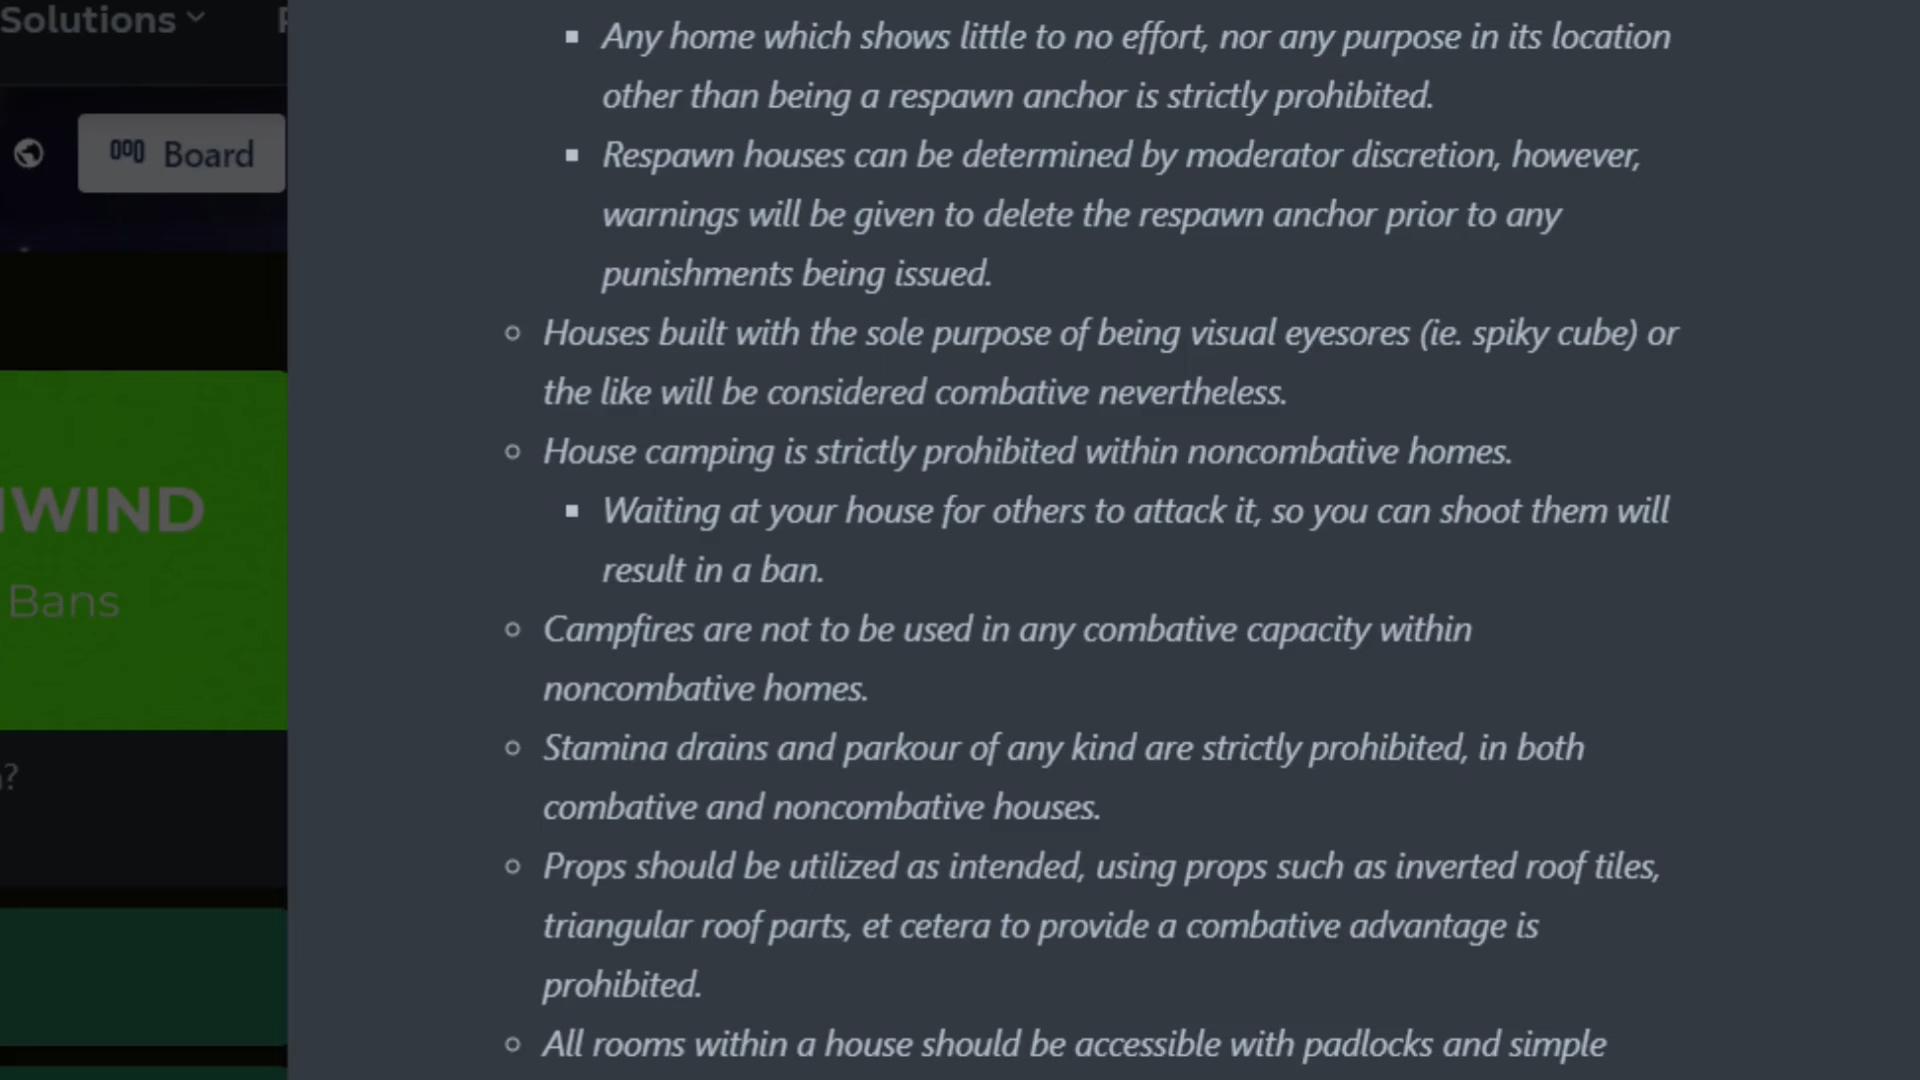 Solutions
Board
WIND
Bans
?
Any home which shows little to no effort, nor any purpose in its location
other than being a respawn anchor is strictly prohibited.
Respawn houses can be determined by moderator discretion, however,
warnings will be given to delete the respawn anchor prior to any
punishments being issued.
Houses built with the sole purpose of being visual eyesores (ie. spiky cube) or
the like will be considered combative nevertheless.
House camping is strictly prohibited within noncombative homes.
Waiting at your house for others to attack it, so you can shoot them will
result in a ban.
Campfires are not to be used in any combative capacity within
noncombative homes.
Stamina drains and parkour of any kind are strictly prohibited, in both
combative and noncombative houses.
Props should be utilized as intended, using props such as inverted roof tiles,
triangular roof parts, et cetera to provide a combative advantage is
prohibited.
All rooms within a house should be accessible with padlocks and simple